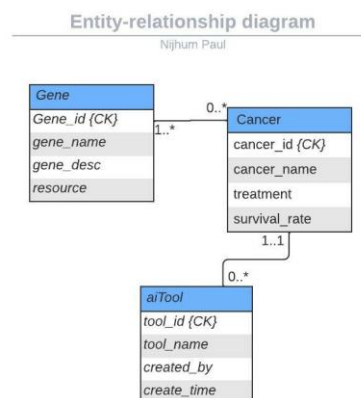 Entity-relationship diagram
Nijhum Paul
Gene
Gene_id {CK}
gene_name
gene_desc
resource
1..*
0..*
Cancer
cancer_id {CK}
cancer_name
treatment
survival_rate
1..1
0..*
aiTool
tool_id {CK}
tool_name
created_by
create_time